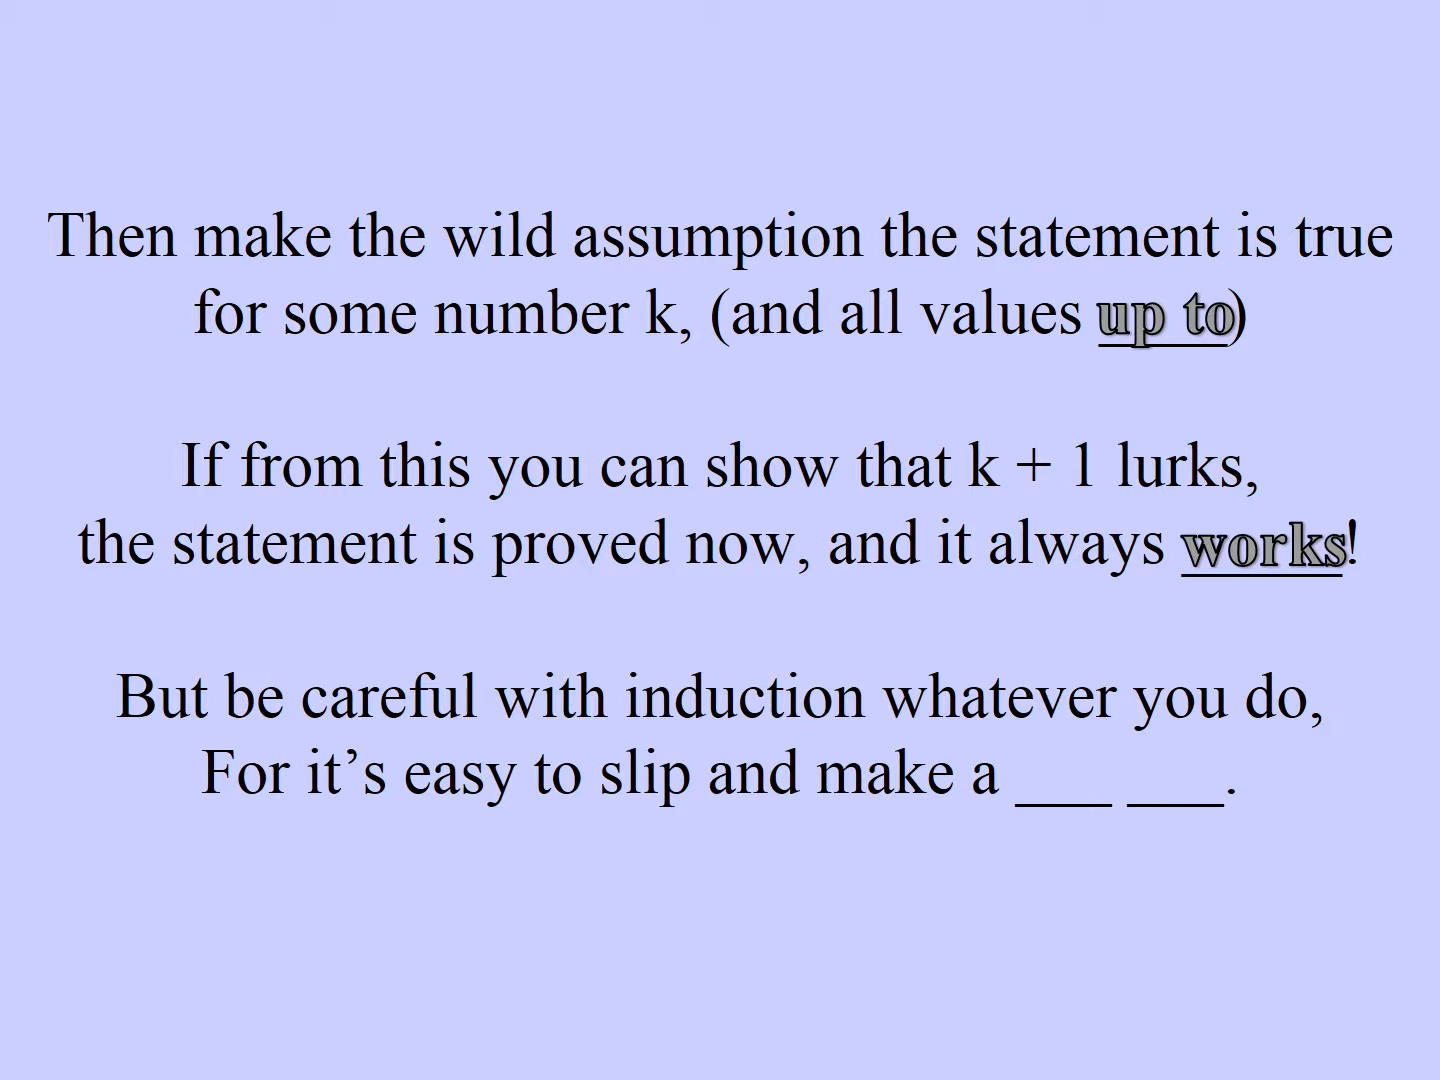 Then make the wild assumption the statement is true
for some number k, (and all values up to)
If from this you can show that k + 1 lurks,
the statement is proved now, and it always works!
But be careful with induction whatever you do,
For it’s easy to slip and make a ___ ___.